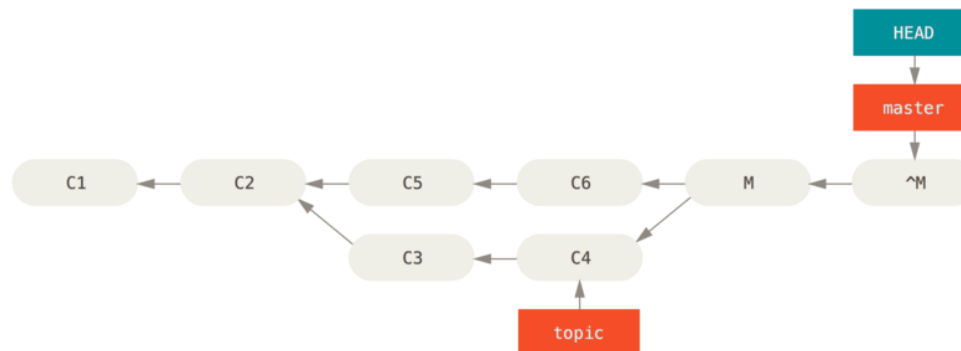 HEAD
master
C1 C2 C5 C6 M ^M
C3 C4
topic